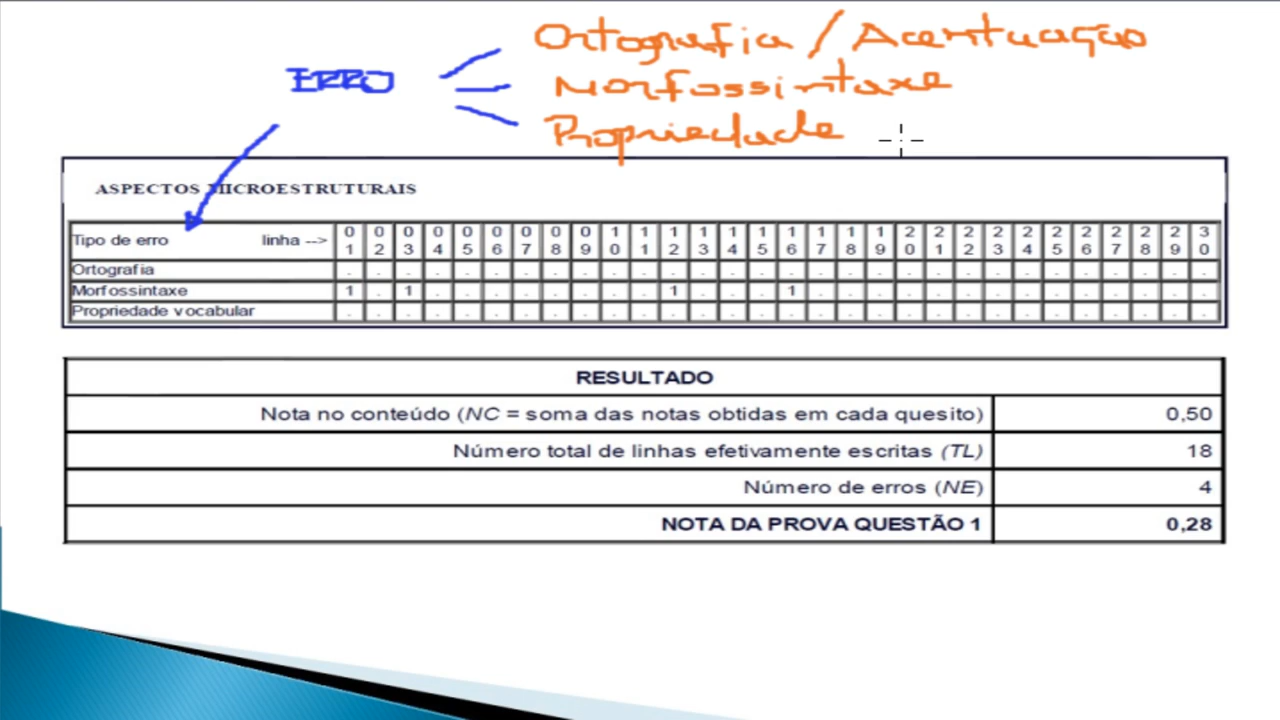 Ortografia / Acentuação
ERRO
Morfossintaxe
Propriedade
ASPECTOS MICROESTRUTURAIS
Tipo de erro linha --> 01 02 03 04 05 06 07 08 09 10 11 12 13 14 15 16 17 18 19 20 21 22 23 24 25 26 27 28 29 30
Ortografia . . . . . . . . . . . . . . . . . . . . . . . . . . . . . .
Morfossintaxe 1 . 1 . . . . . . . . 1 . . . 1 . . . . . . . . . . . . . .
Propriedade vocabular . . . . . . . . . . . . . . . . . . . . . . . . . . . . . .
RESULTADO
Nota no conteúdo (NC = soma das notas obtidas em cada quesito) 0,50
Número total de linhas efetivamente escritas (TL) 18
Número de erros (NE) 4
NOTA DA PROVA QUESTÃO 1 0,28